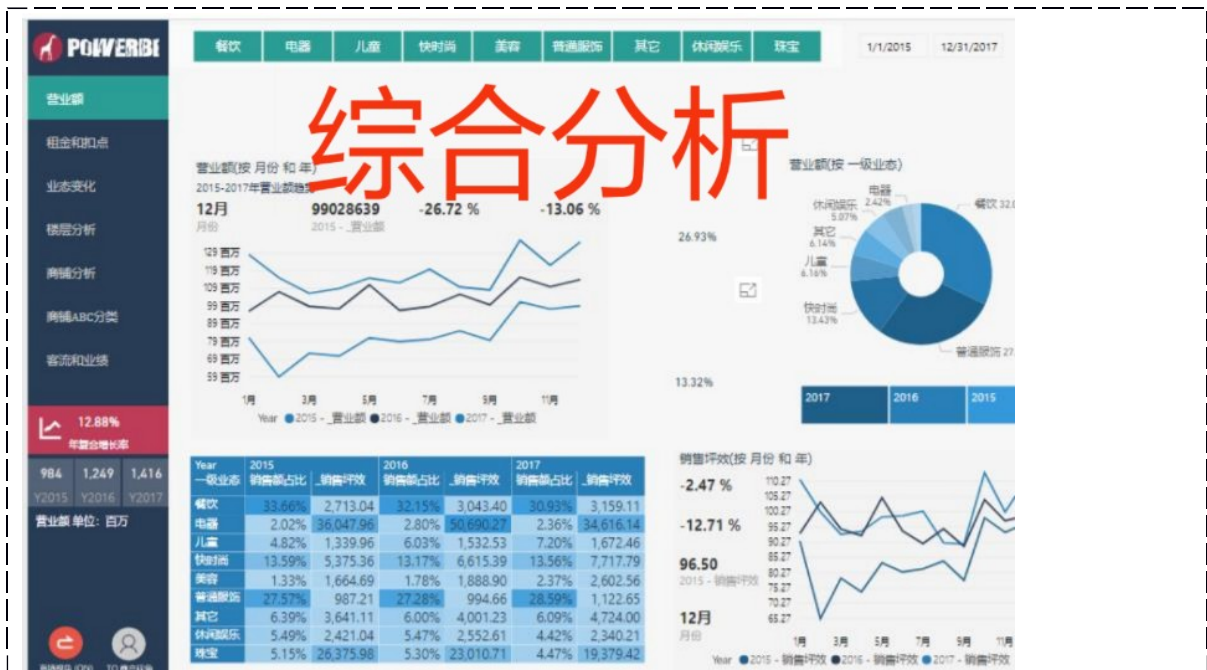 POWERBI
餐饮 电器 儿童 快时尚 美容 普通服饰 其它 休闲娱乐 珠宝
1/1/2015 12/31/2017
综合分析
营业额
租金和扣点
业态变化
楼层分析
商铺分析
商铺ABC分类
客流和业绩
12.88%
年复合增长率
984 1,249 1,416
Y2015 Y2016 Y2017
营业额 单位: 百万
营业额(按 月份 和 年)
2015-2017年营业额趋势
12月 99028639 -26.72 % -13.06 %
月份 2015 - _营业额
129 百万
119 百万
109 百万
99 百万
89 百万
79 百万
69 百万
59 百万
1月 3月 5月 7月 9月 11月
Year 2015 - _营业额 2016 - _营业额 2017 - _营业额
26.93%
13.32%
营业额(按 一级业态)
电器
2.42%
休闲娱乐
5.07%
其它
6.14%
儿童
6.16%
快时尚
13.43%
餐饮 32.0
普通服饰 27
2017 2016 2015
Year 2015 2016 2017
一级业态 销售额占比 _销售坪效 销售额占比 _销售坪效 销售额占比 _销售坪效
餐饮 33.66% 2,713.04 32.15% 3,043.40 30.93% 3,159.11
电器 2.02% 36,047.96 2.80% 50,690.27 2.36% 34,616.14
儿童 4.82% 1,339.96 6.03% 1,532.53 7.20% 1,672.46
快时尚 13.59% 5,375.36 13.17% 6,615.39 13.56% 7,717.79
美容 1.33% 1,664.69 1.78% 1,888.90 2.37% 2,602.56
普通服饰 27.57% 987.21 27.28% 994.66 28.59% 1,122.65
其它 6.39% 3,641.11 6.00% 4,001.23 6.09% 4,724.00
休闲娱乐 5.49% 2,421.04 5.47% 2,552.61 4.42% 2,340.21
珠宝 5.15% 26,375.98 5.30% 23,010.71 4.47% 19,379.42
销售坪效(按 月份 和 年)
-2.47 %
-12.71 %
96.50
2015 - 销售坪效
12月
月份
110.27
105.27
100.27
95.27
90.27
85.27
80.27
75.27
70.27
65.27
1月 3月 5月 7月 9月 11月
Year 2015 - 销售坪效 2016 - 销售坪效 2017 - 销售坪效